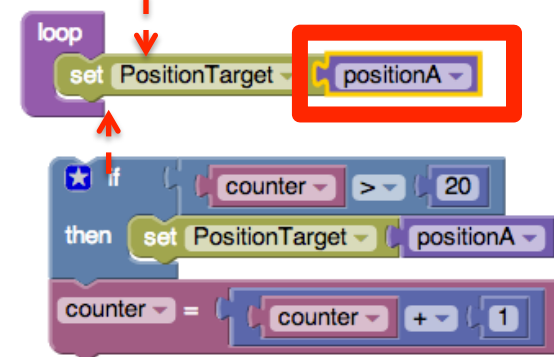 loop
set PositionTarget positionA
if counter > 20
then set PositionTarget positionA
counter = counter + 1